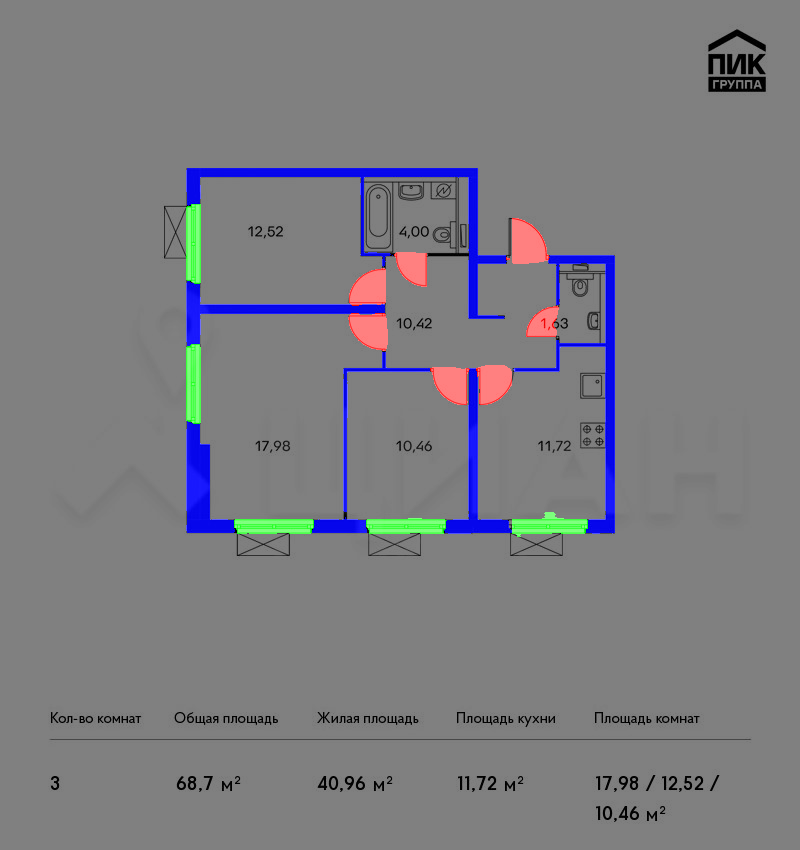 ПИК
ГРУППА
12,52
4,00
10,42
1,63
17,98
10,46
11,72
ЦИАН
Кол-во комнат Общая площадь Жилая площадь Площадь кухни Площадь комнат
3 68,7 м² 40,96 м² 11,72 м² 17,98 / 12,52 /
10,46 м²